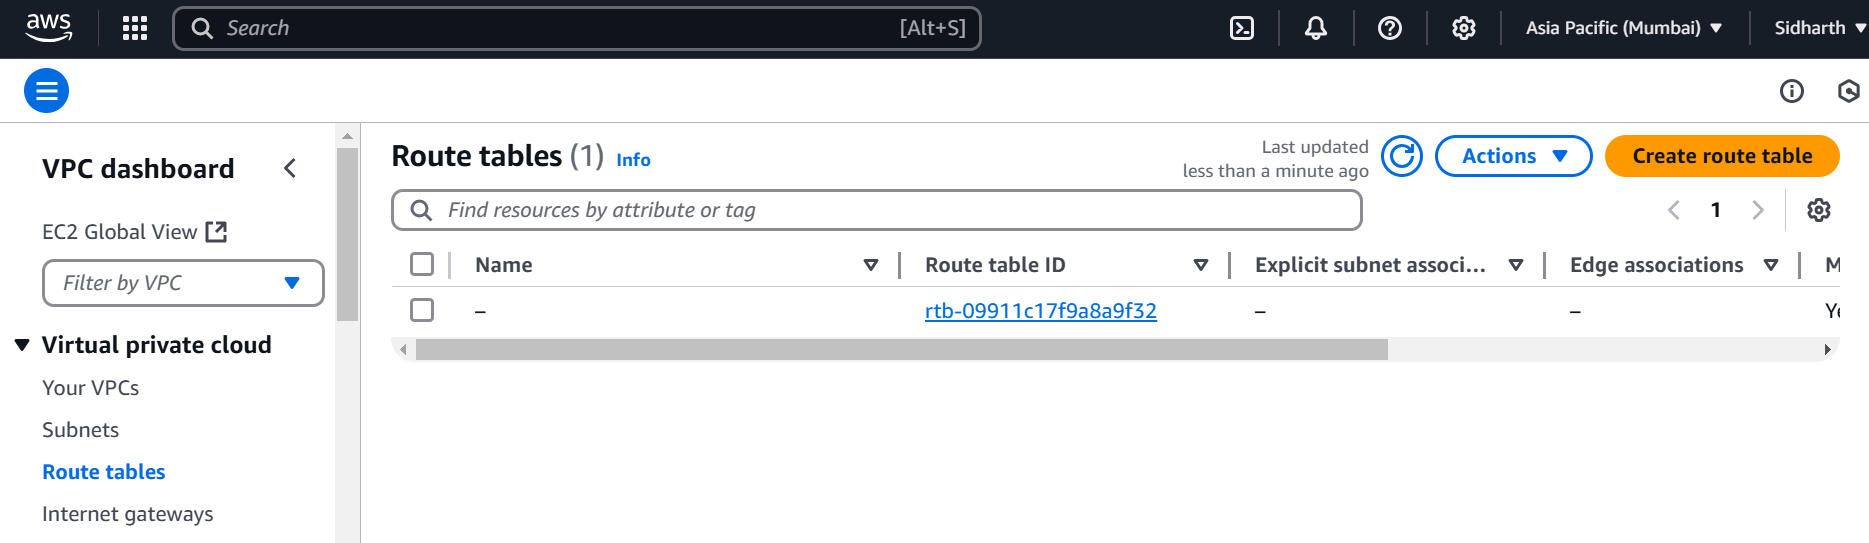 aws
Search [Alt+S]
Asia Pacific (Mumbai) Sidharth
VPC dashboard
EC2 Global View
Filter by VPC
Virtual private cloud
Your VPCs
Subnets
Route tables
Internet gateways
Route tables (1) Info
Last updated
less than a minute ago
Actions
Create route table
Find resources by attribute or tag
1
Name Route table ID Explicit subnet associ... Edge associations M
– rtb-09911c17f9a8a9f32 – – Ye